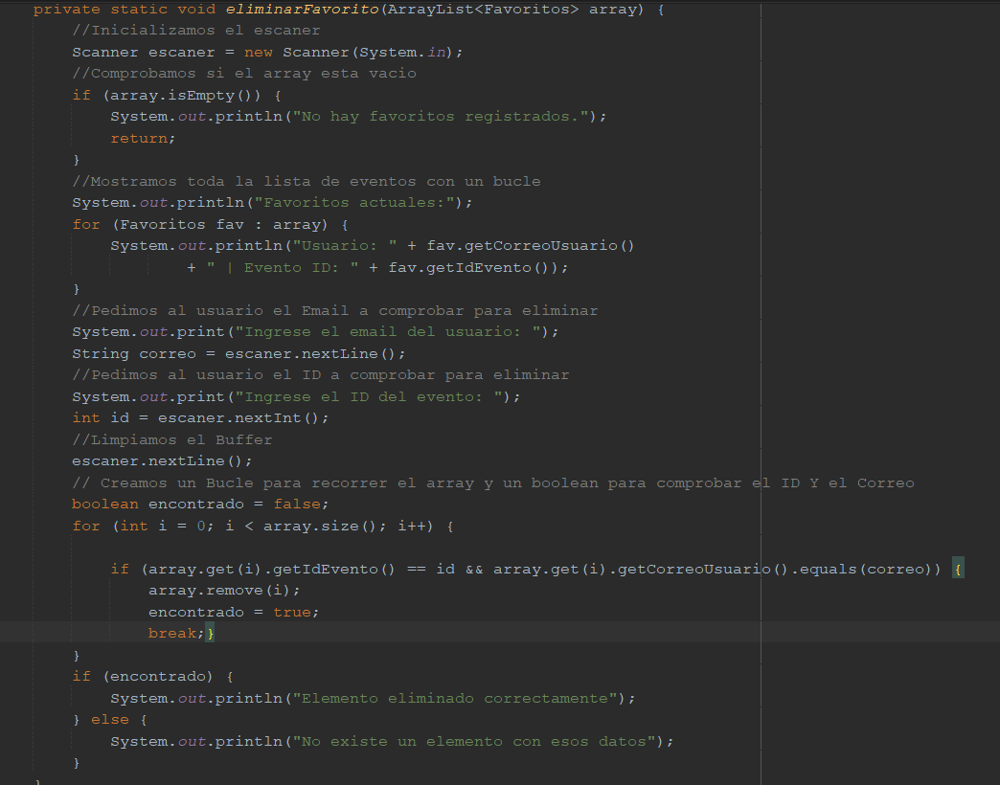 private static void eliminarFavorito(ArrayList<Favoritos> array) {
//Inicializamos el escaner
Scanner escaner = new Scanner(System.in);
//Comprobamos si el array esta vacio
if (array.isEmpty()) {
System.out.println("No hay favoritos registrados.");
return;
}
//Mostramos toda la lista de eventos con un bucle
System.out.println("Favoritos actuales:");
for (Favoritos fav : array) {
System.out.println("Usuario: " + fav.getCorreoUsuario()
+ " | Evento ID: " + fav.getIdEvento());
}
//Pedimos al usuario el Email a comprobar para eliminar
System.out.print("Ingrese el email del usuario: ");
String correo = escaner.nextLine();
//Pedimos al usuario el ID a comprobar para eliminar
System.out.print("Ingrese el ID del evento: ");
int id = escaner.nextInt();
//Limpiamos el Buffer
escaner.nextLine();
// Creamos un Bucle para recorrer el array y un boolean para comprobar el ID Y el Correo
boolean encontrado = false;
for (int i = 0; i < array.size(); i++) {
if (array.get(i).getIdEvento() == id && array.get(i).getCorreoUsuario().equals(correo)) {
array.remove(i);
encontrado = true;
break;}
}
if (encontrado) {
System.out.println("Elemento eliminado correctamente");
} else {
System.out.println("No existe un elemento con esos datos");
}
}